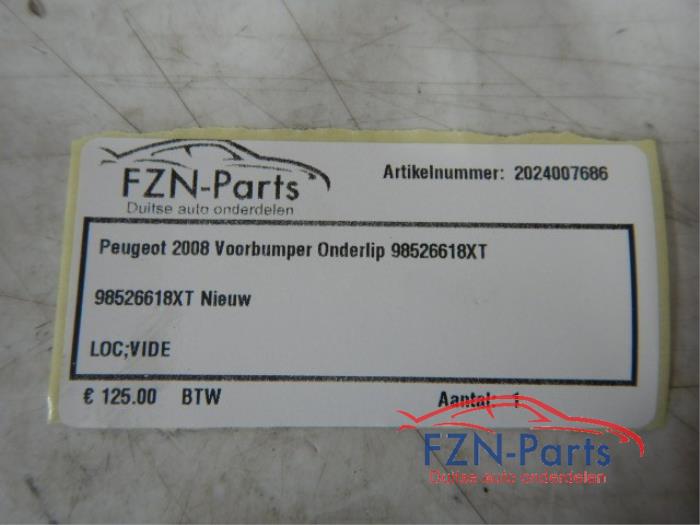 FZN-Parts
Duitse auto onderdelen
Artikelnummer: 2024007686
Peugeot 2008 Voorbumper Onderlip 98526618XT
98526618XT Nieuw
LOC;VIDE
€ 125.00 BTW
Aantal: 1
FZN-Parts
Duitse auto onderdelen